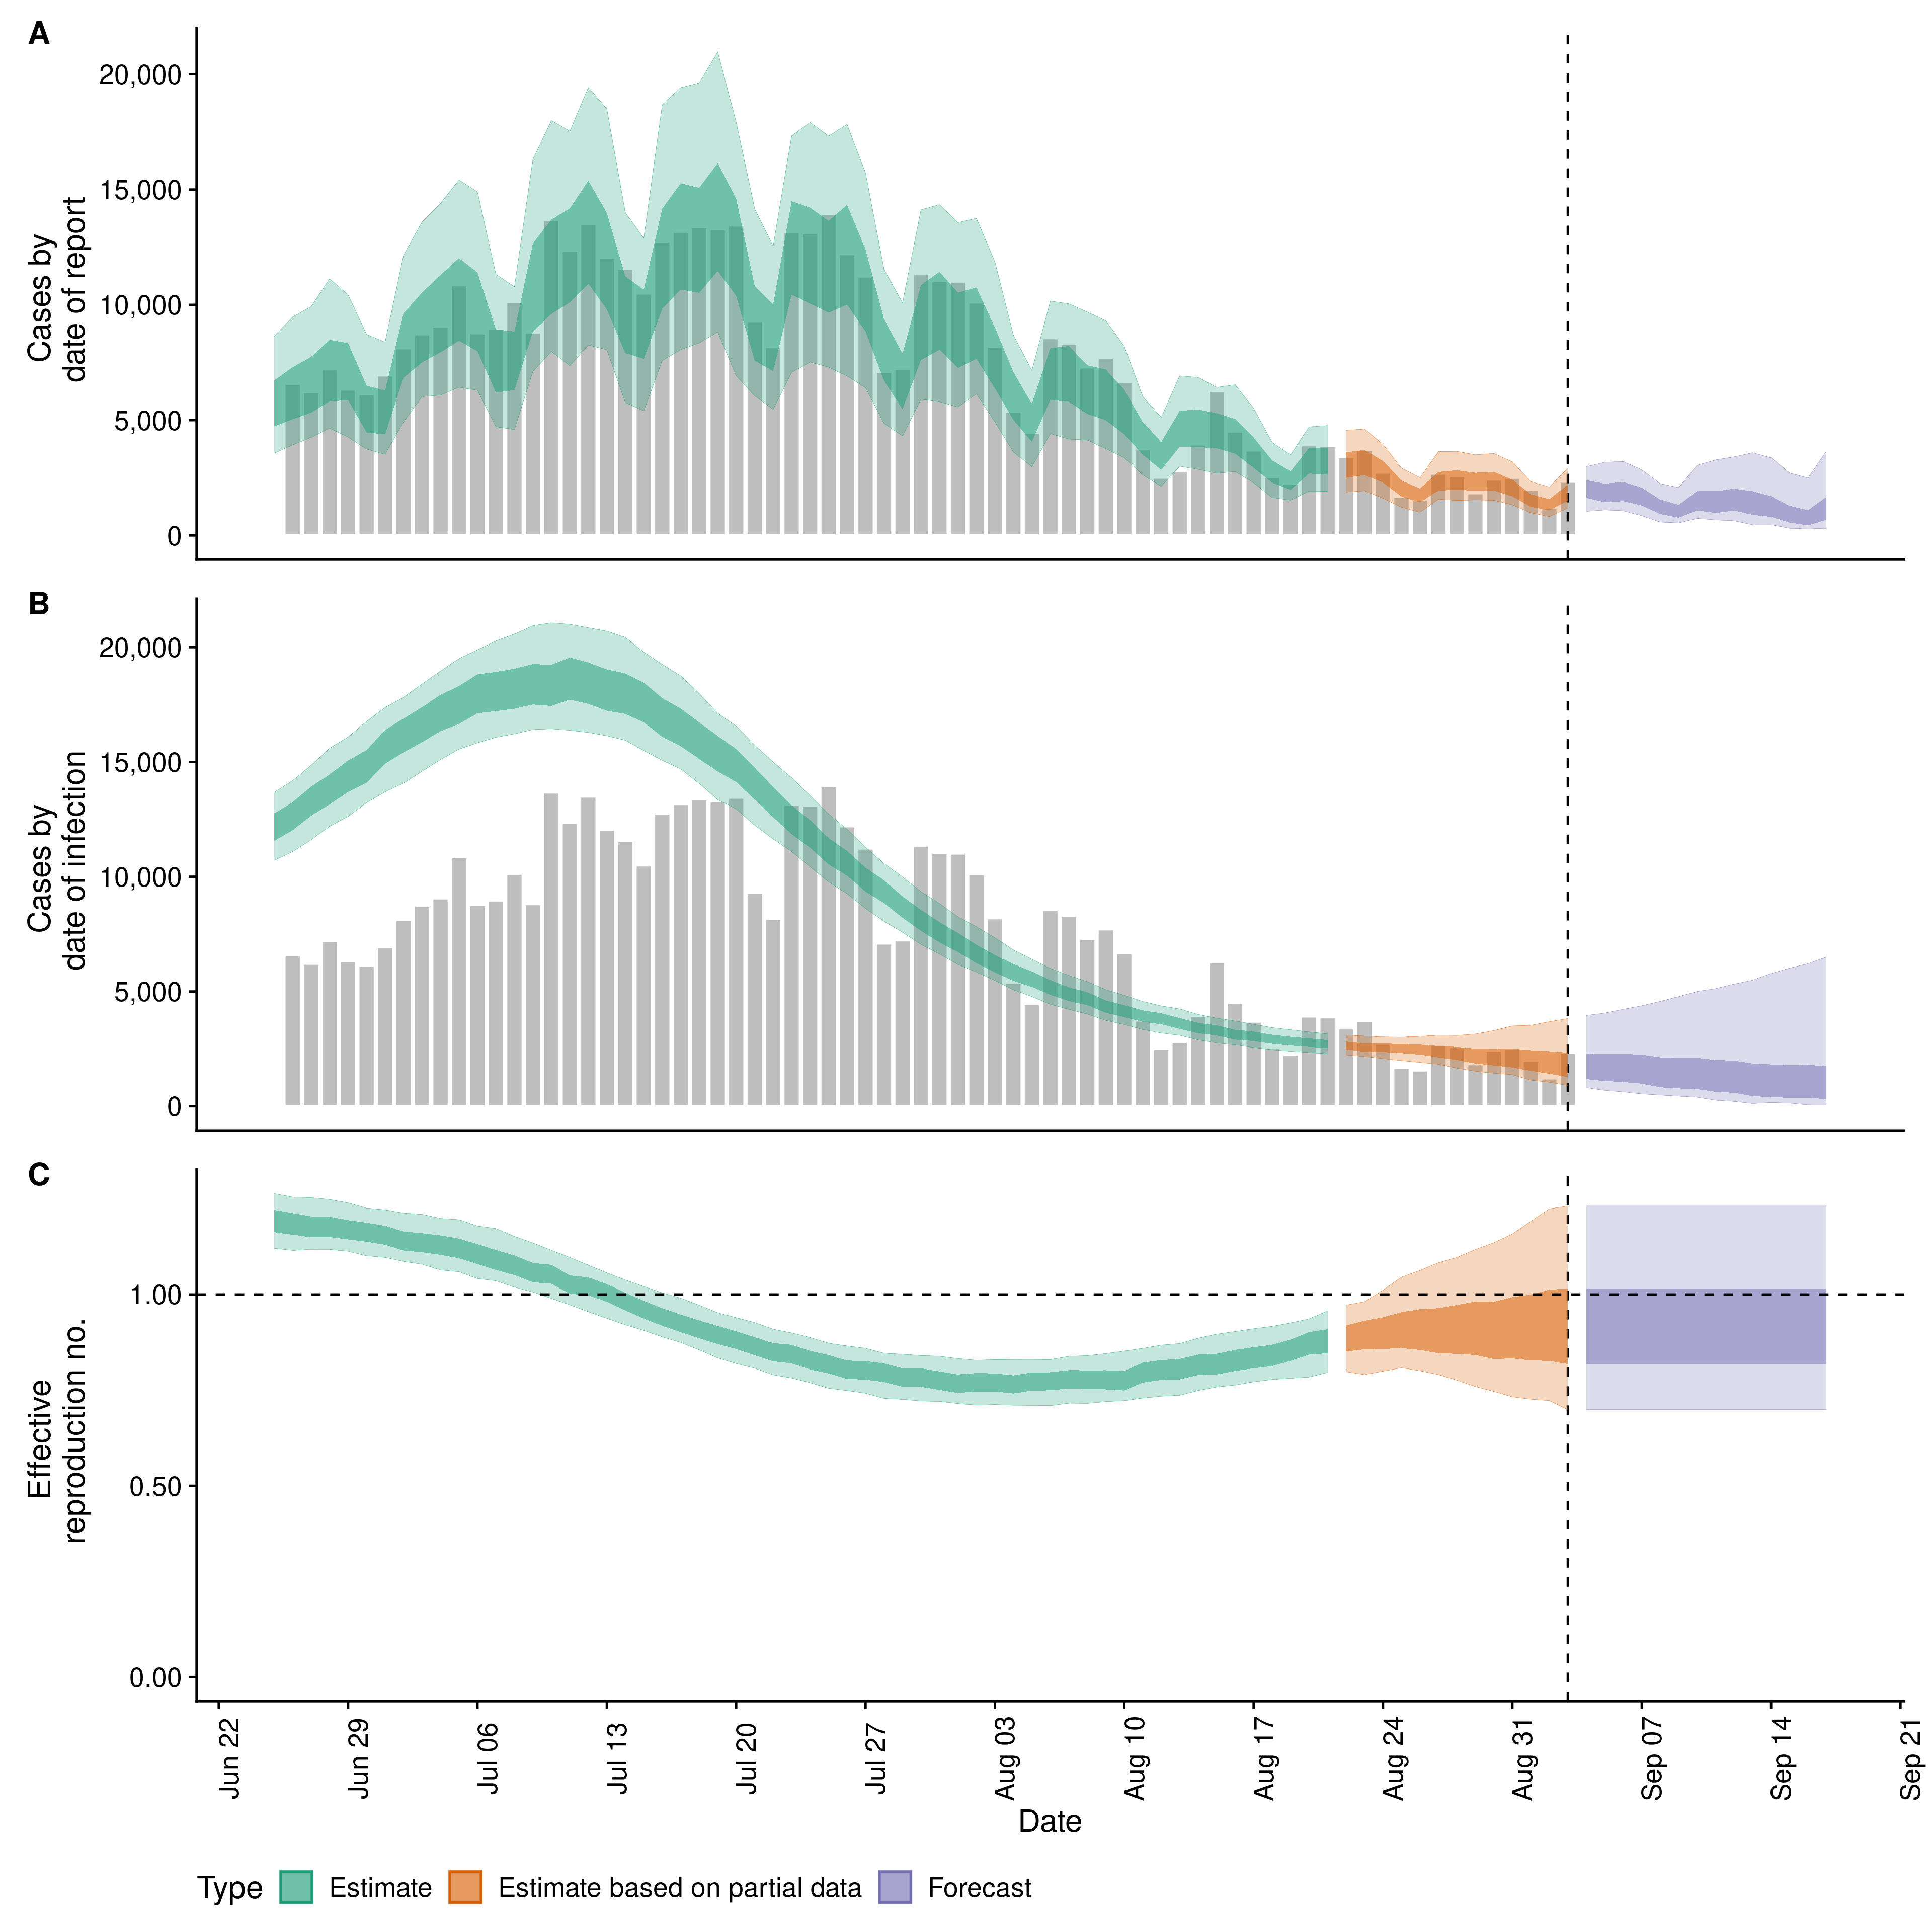 A
Cases by
date of report
20,000
15,000
10,000
5,000
0
B
Cases by
date of infection
20,000
15,000
10,000
5,000
0
C
Effective
reproduction no.
1.00
0.50
0.00
Jun 22
Jun 29
Jul 06
Jul 13
Jul 20
Jul 27
Aug 03
Aug 10
Aug 17
Aug 24
Aug 31
Sep 07
Sep 14
Sep 21
Date
Type Estimate Estimate based on partial data Forecast